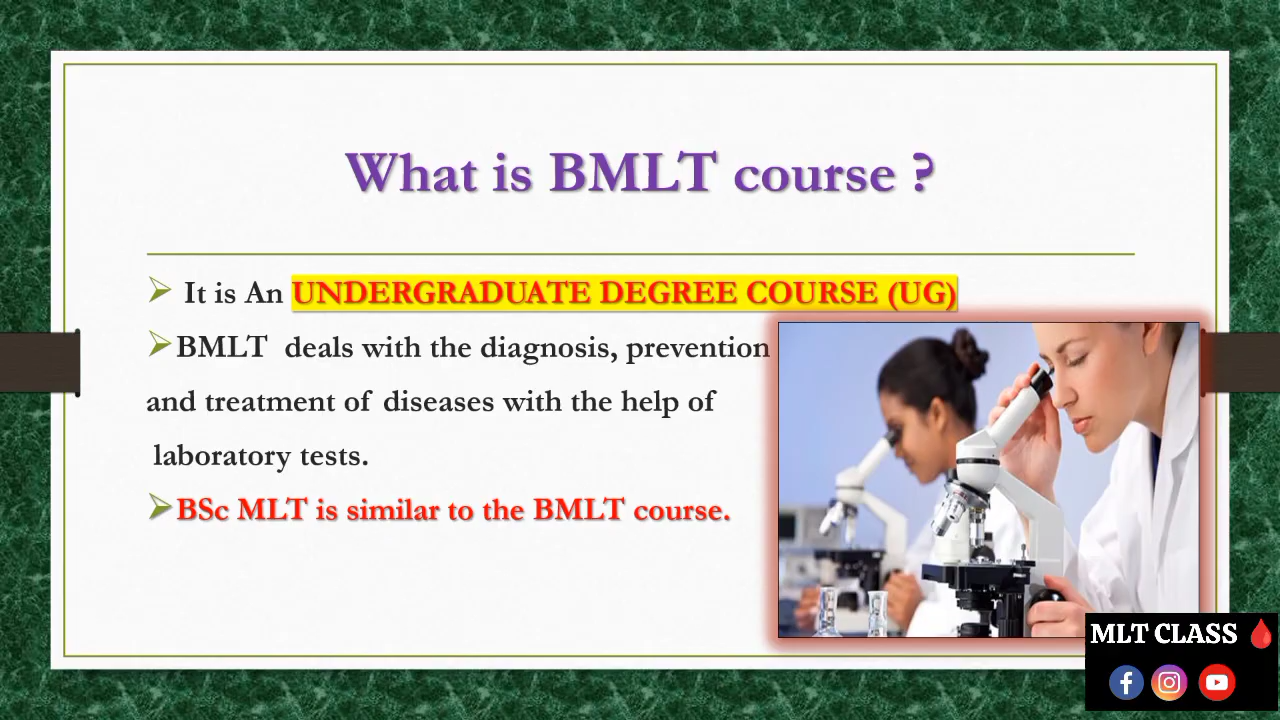 What is BMLT course ?
It is An UNDERGRADUATE DEGREE COURSE (UG)
BMLT deals with the diagnosis, prevention
and treatment of diseases with the help of
laboratory tests.
BSc MLT is similar to the BMLT course.
MLT CLASS